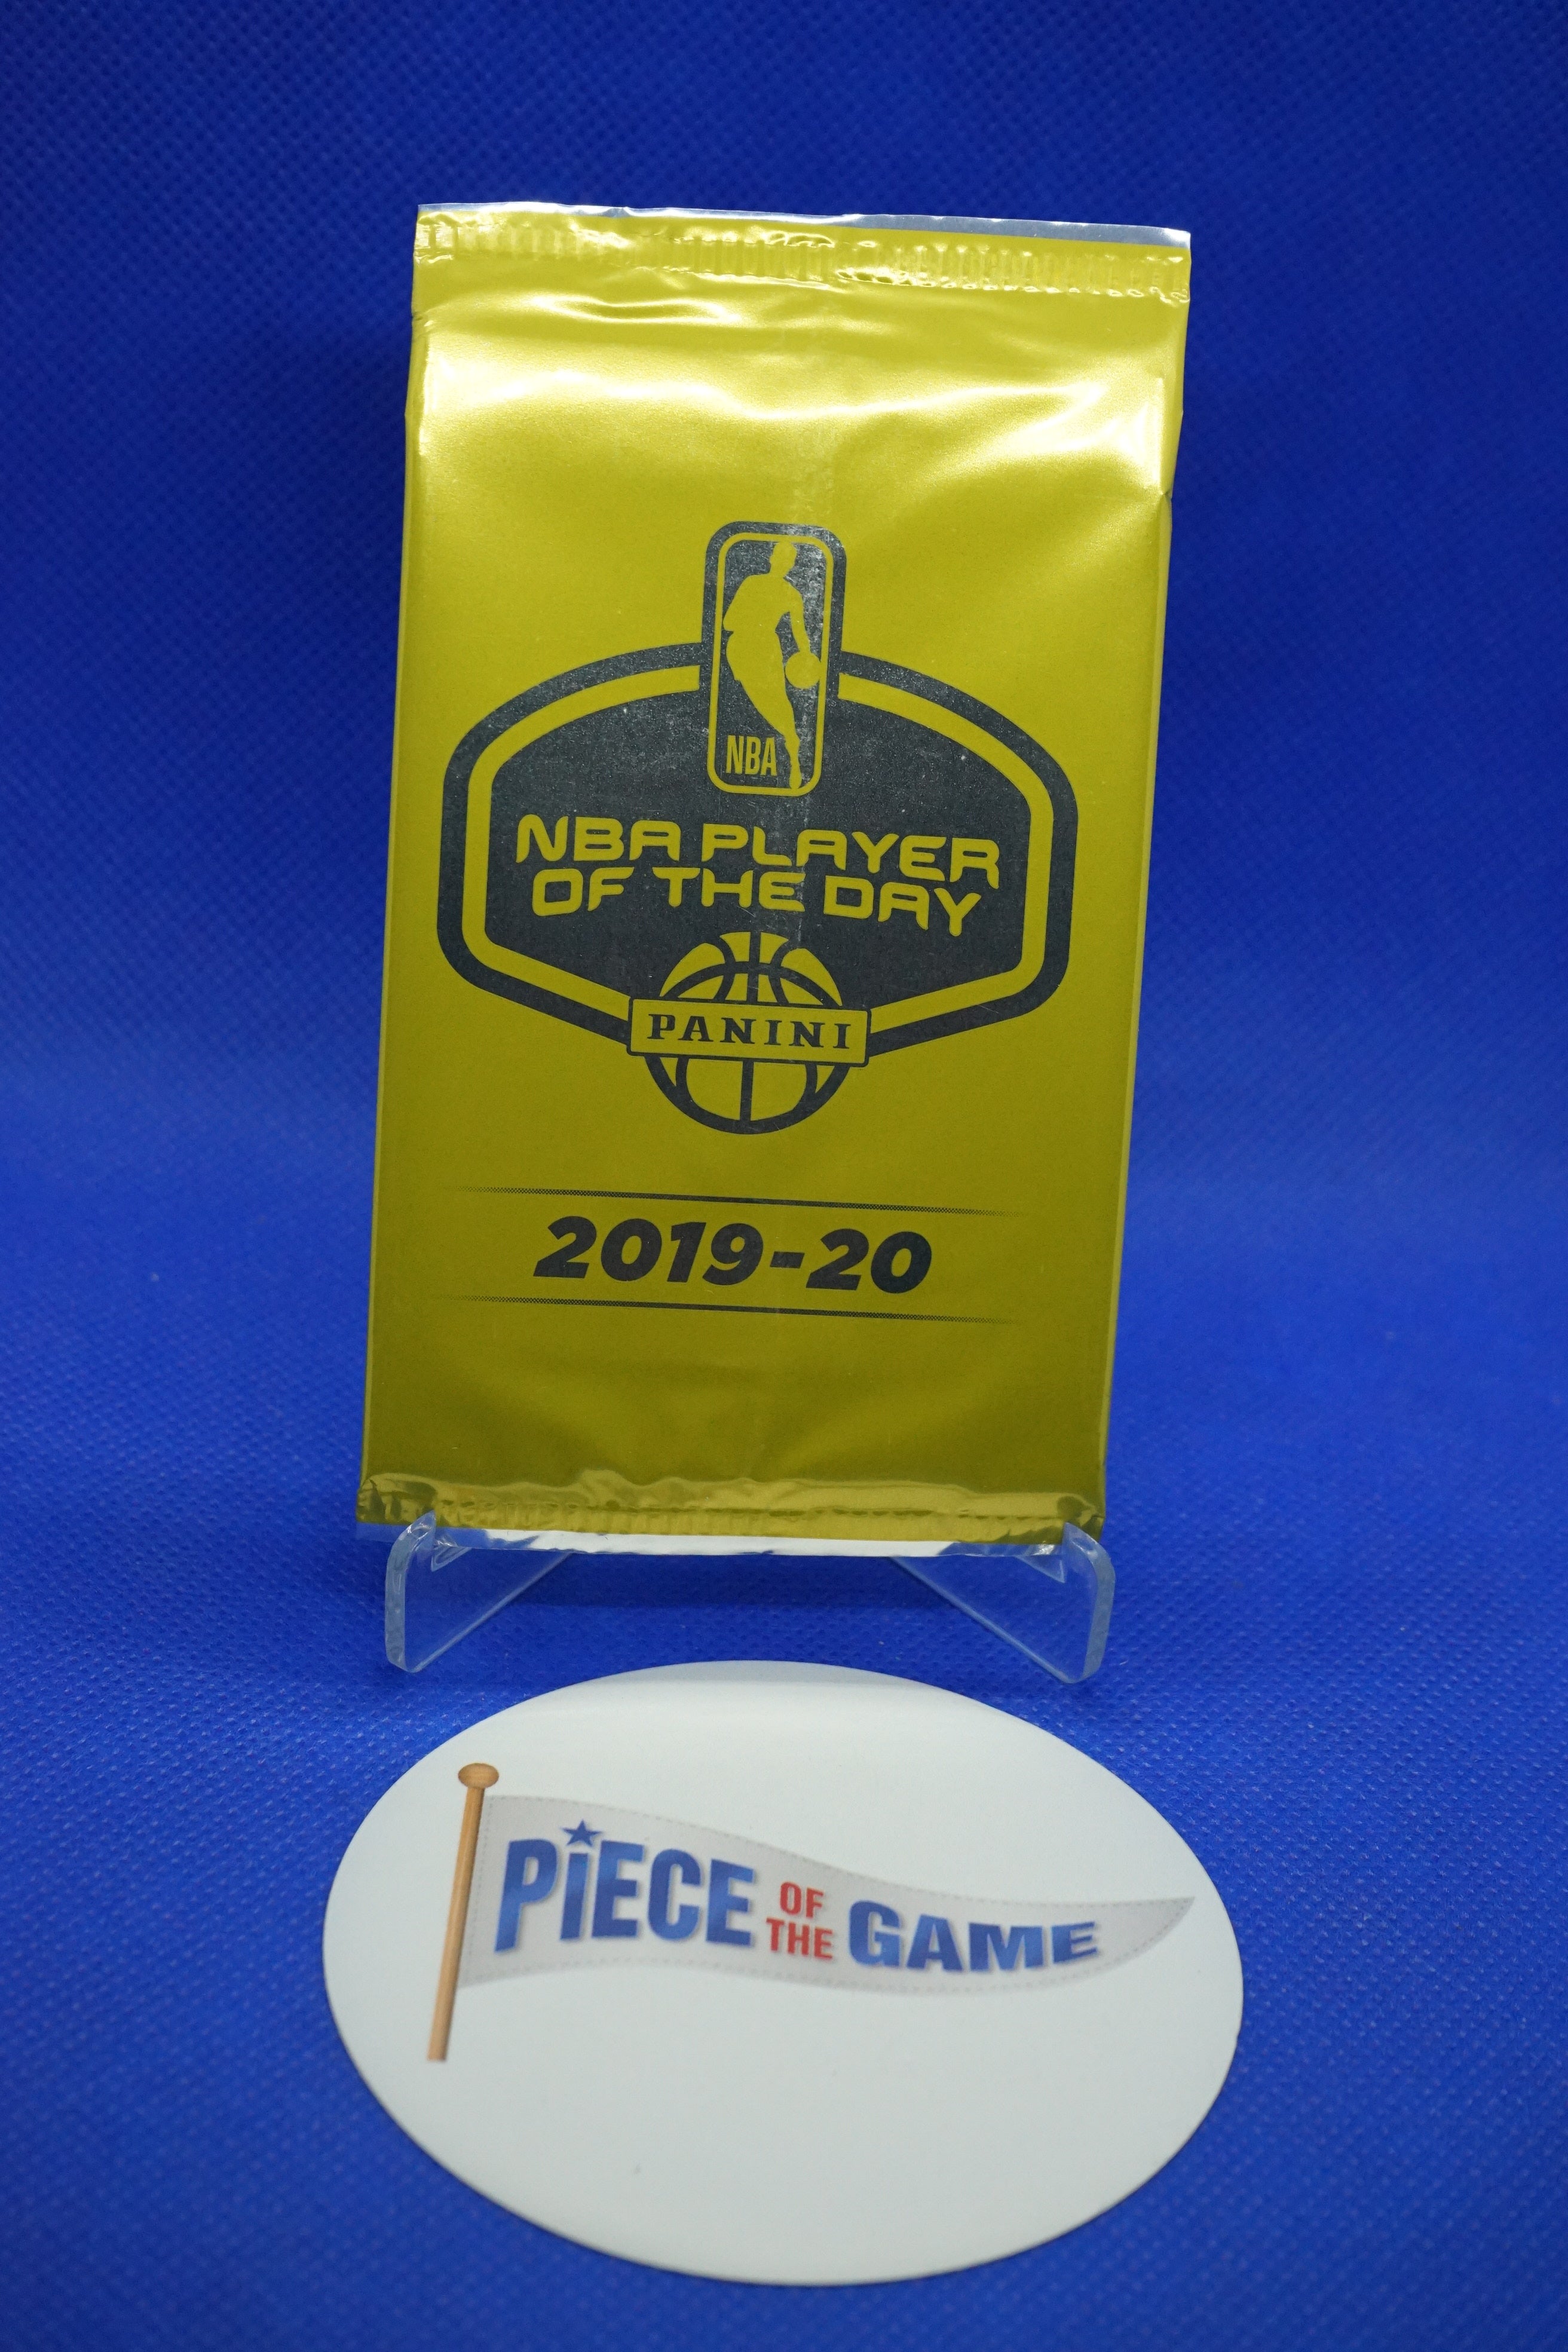 NBA
NBA PLAYER
OF THE DAY
PANINI
2019-20
PiECE OF THE GAME